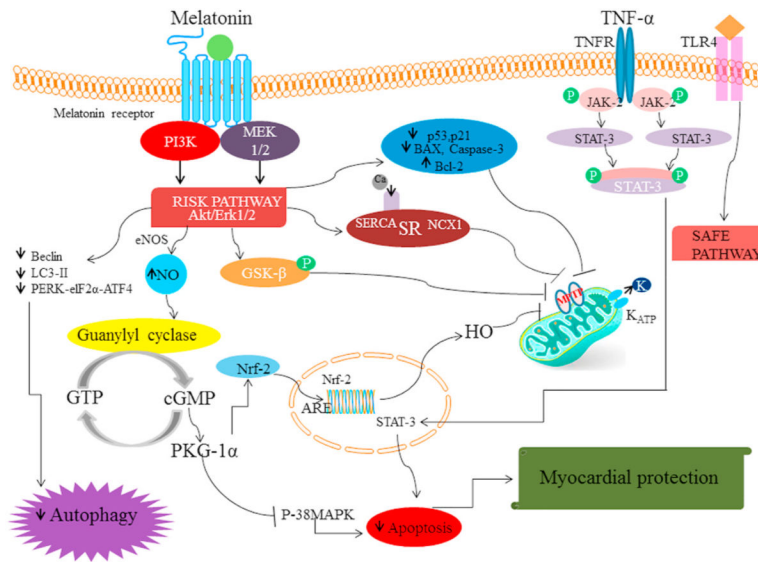 Melatonin
TNF-α
TNFR
TLR4
Melatonin receptor
P
JAK-2
JAK-2
P
PI3K
MEK
1/2
STAT-3
STAT-3
p53,p21
BAX, Caspase-3
Bcl-2
P
P
STAT-3
Ca
RISK PATHWAY
Akt/Erk1/2
SERCA SR NCX1
SAFE
PATHWAY
eNOS
Beclin
LC3-II
PERK-eIF2α-ATF4
NO
GSK-β
P
MPTP
K
K ATP
Guanylyl cyclase
HO
Nrf-2
Nrf-2
ARE
STAT-3
GTP
cGMP
PKG-1α
Myocardial protection
Autophagy
P-38MAPK
Apoptosis